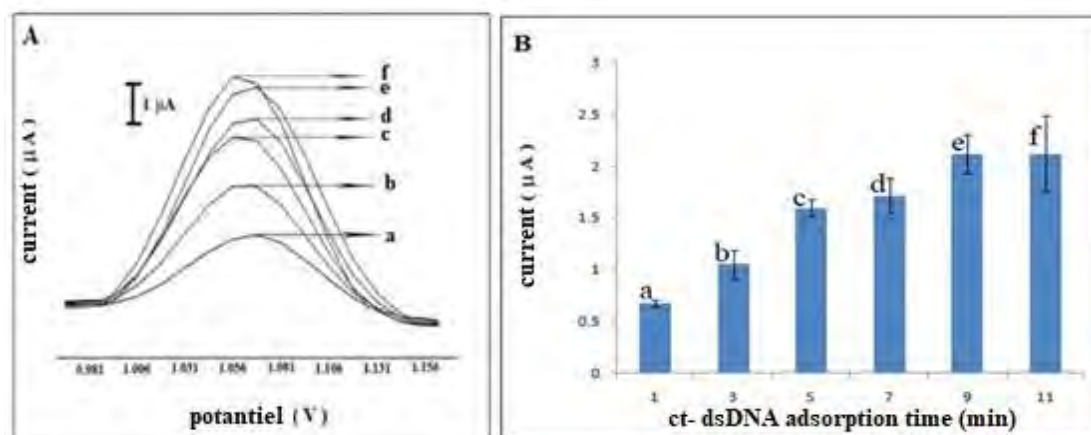 A
f
e
1 µA
d
c
b
a
current ( µ A )
0.981 1.006 1.031 1.056 1.081 1.106 1.131 1.156
potantiel ( V )
B
3
2.5
2
1.5
1
0.5
0
current ( µ A )
a
b
c
d
e
f
1 3 5 7 9 11
ct- dsDNA adsorption time (min)